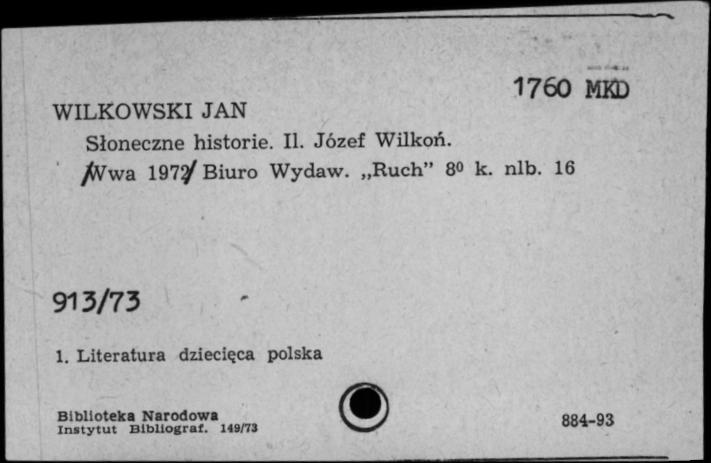 1760 MKD
WILKOWSKI JAN
Słoneczne historie. Il. Józef Wilkoń.
/Wwa 1972/ Biuro Wydaw. „Ruch” 8⁰ k. nlb. 16
913/73
1. Literatura dziecięca polska
Biblioteka Narodowa
Instytut Bibliograf. 149/73
884-93